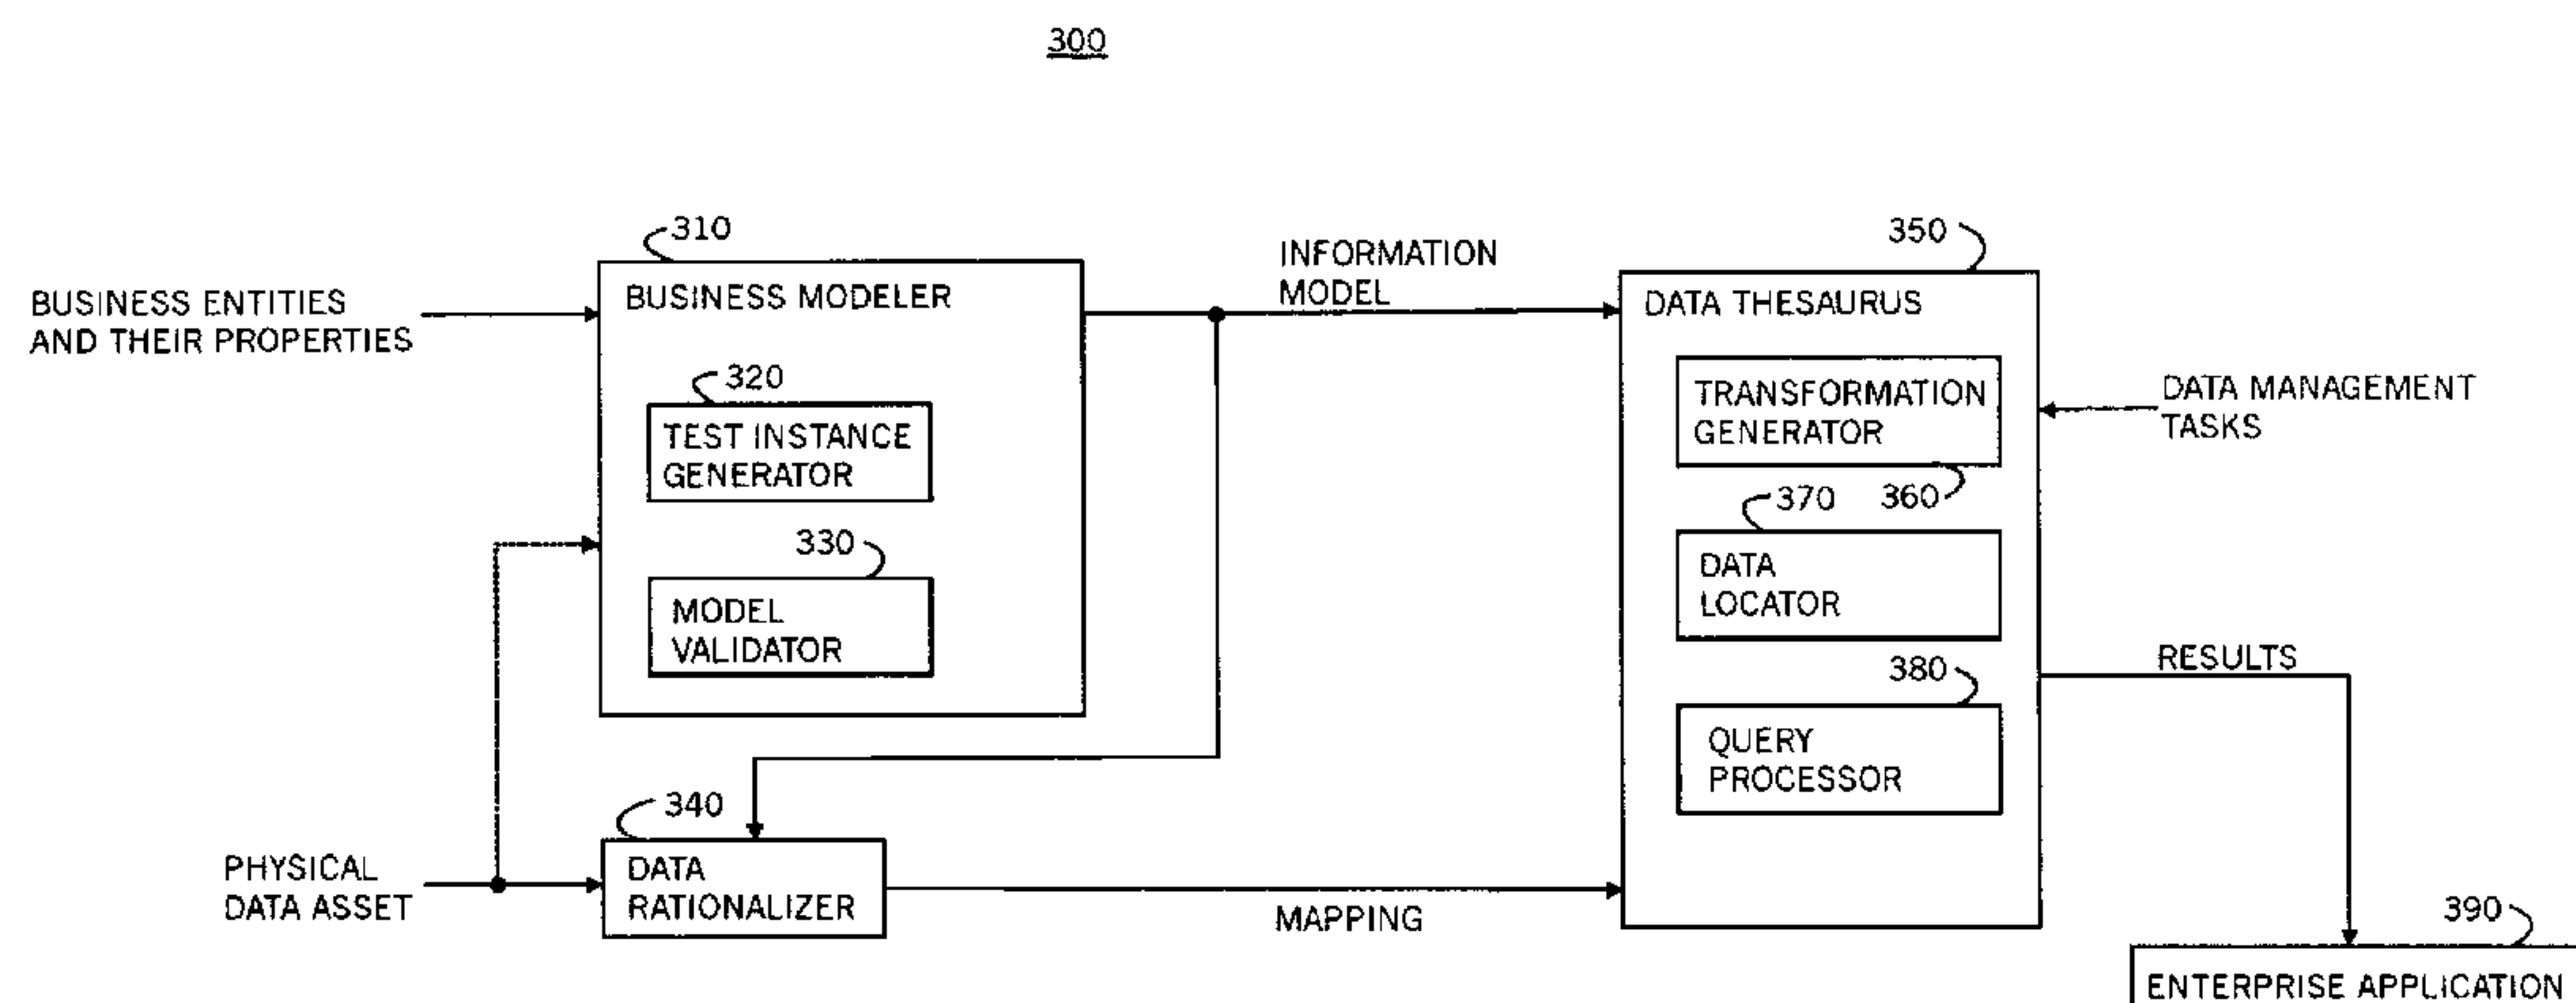 300
310
BUSINESS ENTITIES
AND THEIR PROPERTIES
BUSINESS MODELER
320
TEST INSTANCE
GENERATOR
330
MODEL
VALIDATOR
INFORMATION
MODEL
350
DATA THESAURUS
TRANSFORMATION
GENERATOR
360
DATA MANAGEMENT
TASKS
370
DATA
LOCATOR
380
QUERY
PROCESSOR
RESULTS
340
PHYSICAL
DATA ASSET
DATA
RATIONALIZER
MAPPING
390
ENTERPRISE APPLICATION